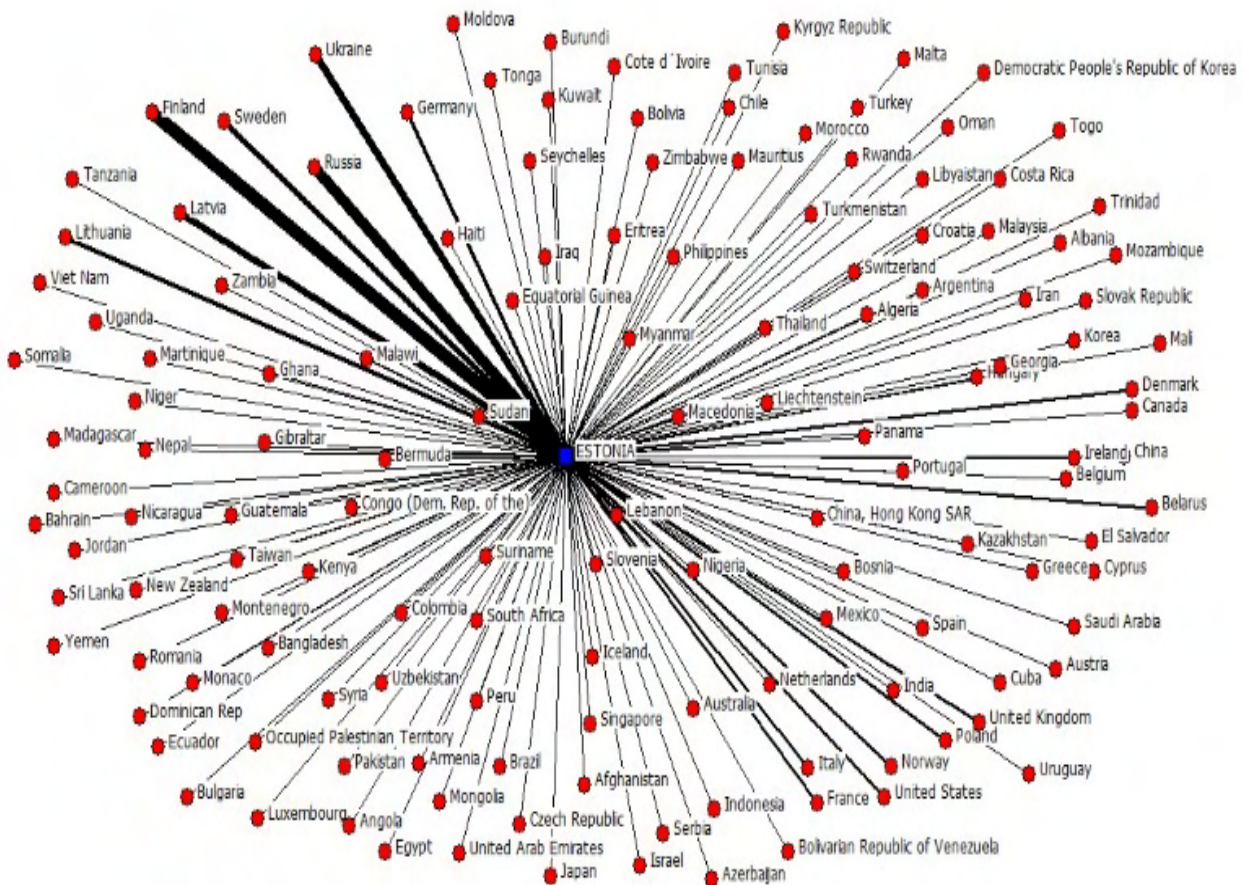 Moldova
Ukraine
Burundi
Kyrgyz Republic
Malta
Cote d´Ivoire
Tunisia
Democratic People's Republic of Korea
Tonga
Kuwait
Finland
Sweden
Germany
Chile
Turkey
Bolivia
Oman
Togo
Morocco
Russia
Seychelles
Zimbabwe
Mauritius
Rwanda
Tanzania
Libyaistan
Costa Rica
Latvia
Turkmenistan
Trinidad
Lithuania
Haiti
Eritrea
Croatia
Malaysia
Albania
Mozambique
Iraq
Philippines
Viet Nam
Zambia
Switzerland
Argentina
Iran
Slovak Republic
Equatorial Guinea
Uganda
Algeria
Thailand
Myanmar
Korea
Mali
Somalia
Martinique
Malawi
Ghana
Georgia
Hungary
Denmark
Niger
Liechtenstein
Canada
Sudan
Macedonia
Madagascar
Nepal
Gibraltar
Bermuda
ESTONIA
Panama
Ireland
China
Portugal
Belgium
Cameroon
Bahrain
Nicaragua
Guatemala
Congo (Dem. Rep. of the)
Lebanon
China, Hong Kong SAR
Belarus
Jordan
Taiwan
Suriname
Slovenia
Kazakhstan
El Salvador
Kenya
Nigeria
Bosnia
Greece
Cyprus
Sri Lanka
New Zealand
Montenegro
Colombia
South Africa
Mexico
Spain
Saudi Arabia
Yemen
Romania
Bangladesh
Iceland
Austria
Monaco
Syria
Uzbekistan
Peru
Netherlands
India
Cuba
Dominican Rep
Australia
Singapore
United Kingdom
Ecuador
Occupied Palestinian Territory
Poland
Pakistan
Armenia
Brazil
Italy
Norway
Uruguay
Bulgaria
Mongolia
Afghanistan
France
United States
Luxembourg
Angola
Czech Republic
Indonesia
Serbia
Egypt
United Arab Emirates
Israel
Bolivarian Republic of Venezuela
Japan
Azerbaijan